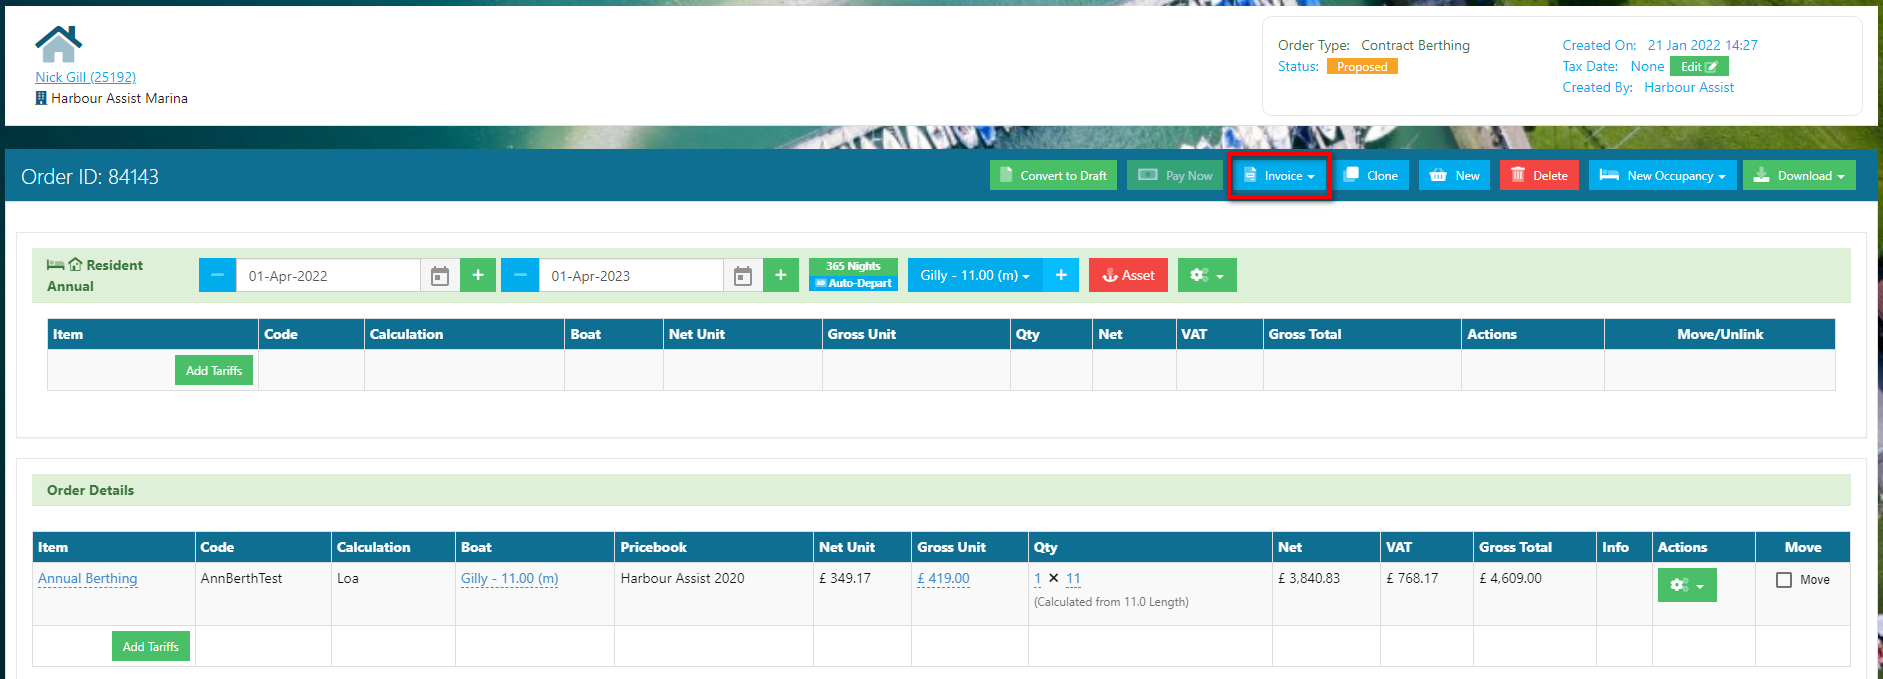 Nick Gill (25192)
Harbour Assist Marina
Order Type: Contract Berthing
Status: Proposed
Created On: 21 Jan 2022 14:27
Tax Date: None Edit
Created By: Harbour Assist
Order ID: 84143
Convert to Draft Pay Now Invoice Clone New Delete New Occupancy Download
Resident Annual
01-Apr-2022 + 01-Apr-2023 + 365 Nights Auto-Depart Gilly - 11.00 (m) + Asset
Item Code Calculation Boat Net Unit Gross Unit Qty Net VAT Gross Total Actions Move/Unlink
Add Tariffs
Order Details
Item Code Calculation Boat Pricebook Net Unit Gross Unit Qty Net VAT Gross Total Info Actions Move
Annual Berthing AnnBerthTest Loa Gilly - 11.00 (m) Harbour Assist 2020 £ 349.17 £ 419.00 1 × 11 £ 3,840.83 £ 768.17 £ 4,609.00 Move
(Calculated from 11.0 Length)
Add Tariffs